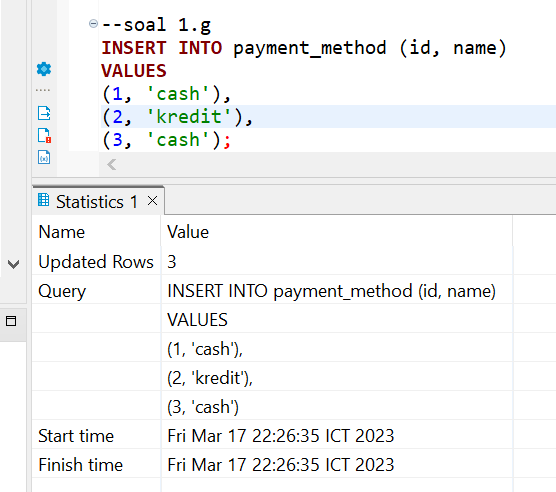 --soal 1.g
INSERT INTO payment_method (id, name)
VALUES
(1, 'cash'),
(2, 'kredit'),
(3, 'cash');
Statistics 1
Name Value
Updated Rows 3
Query INSERT INTO payment_method (id, name)
VALUES
(1, 'cash'),
(2, 'kredit'),
(3, 'cash')
Start time Fri Mar 17 22:26:35 ICT 2023
Finish time Fri Mar 17 22:26:35 ICT 2023